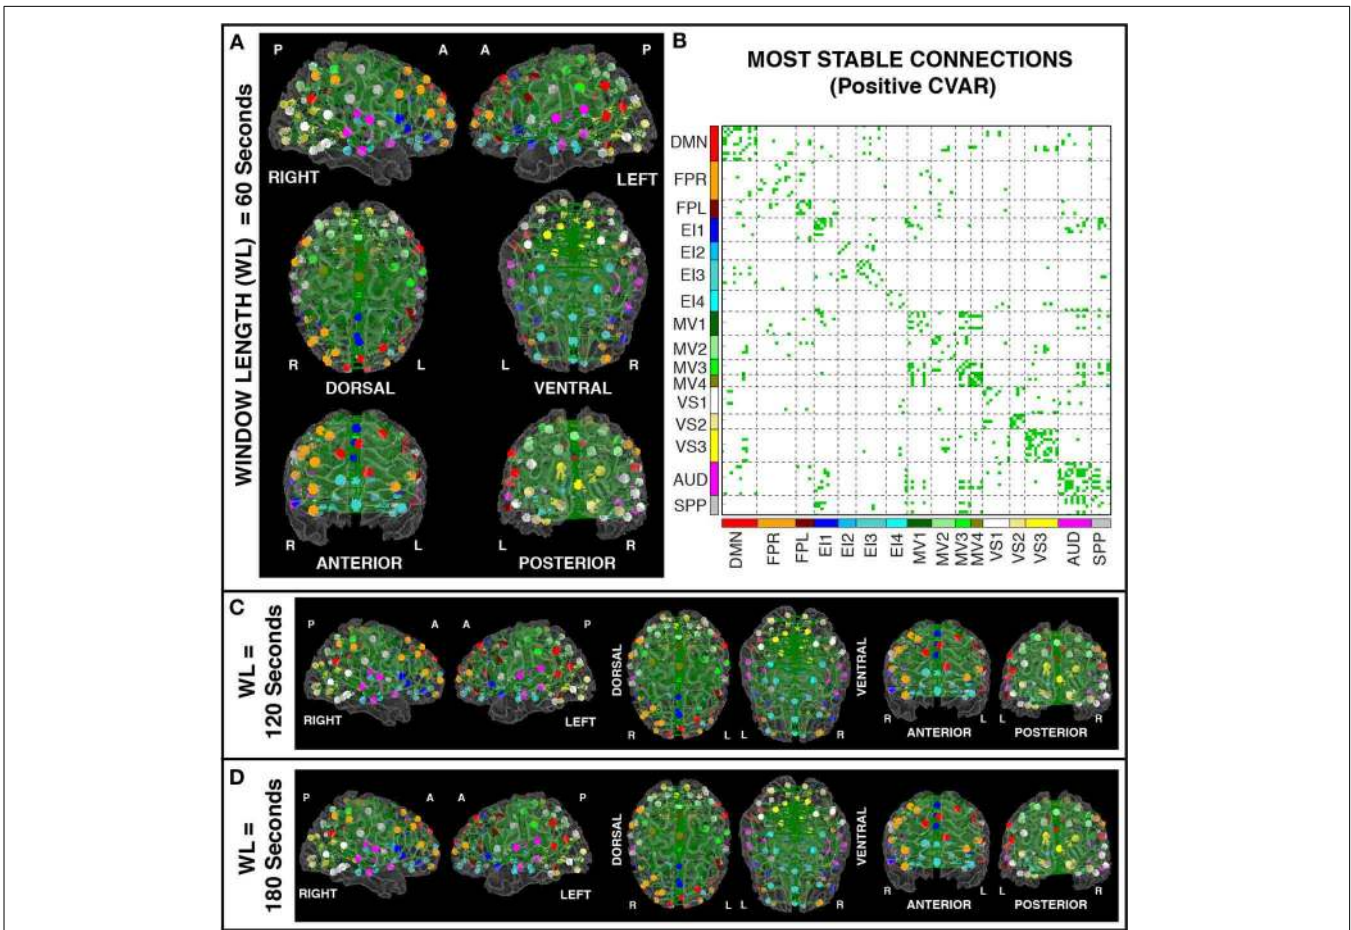 A
P
A
A
P
WINDOW LENGTH (WL) = 60 Seconds
RIGHT
LEFT
R
L
L
R
DORSAL
VENTRAL
R
L
L
R
ANTERIOR
POSTERIOR
B
MOST STABLE CONNECTIONS
(Positive CVAR)
DMN
FPR
FPL
EI1
EI2
EI3
EI4
MV1
MV2
MV3
MV4
VS1
VS2
VS3
AUD
SPP
DMN
FPR
FPL
EI1
EI2
EI3
EI4
MV1
MV2
MV3
MV4
VS1
VS2
VS3
AUD
SPP
C
WL =
120 Seconds
P
A
A
P
RIGHT
LEFT
DORSAL
R
L
L
R
VENTRAL
R
L
L
R
ANTERIOR
POSTERIOR
D
WL =
180 Seconds
P
A
A
P
RIGHT
LEFT
DORSAL
R
L
L
R
VENTRAL
R
L
L
R
ANTERIOR
POSTERIOR